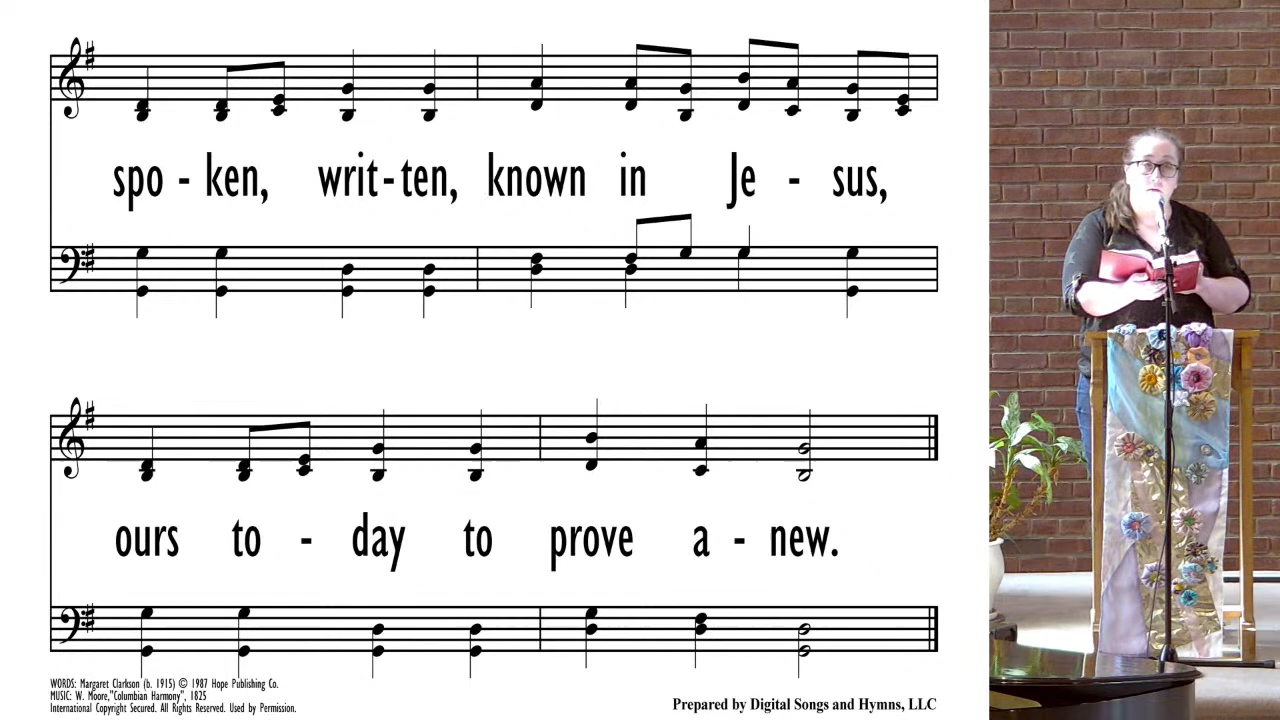 spo - ken, writ - ten, known in Je - sus,
ours to - day to prove a - new.
WORDS: Margaret Clarkson (b. 1915) © 1987 Hope Publishing Co.
MUSIC: W. Moore,"Columbian Harmony", 1825
International Copyright Secured. All Rights Reserved. Used by Permission.
Prepared by Digital Songs and Hymns, LLC